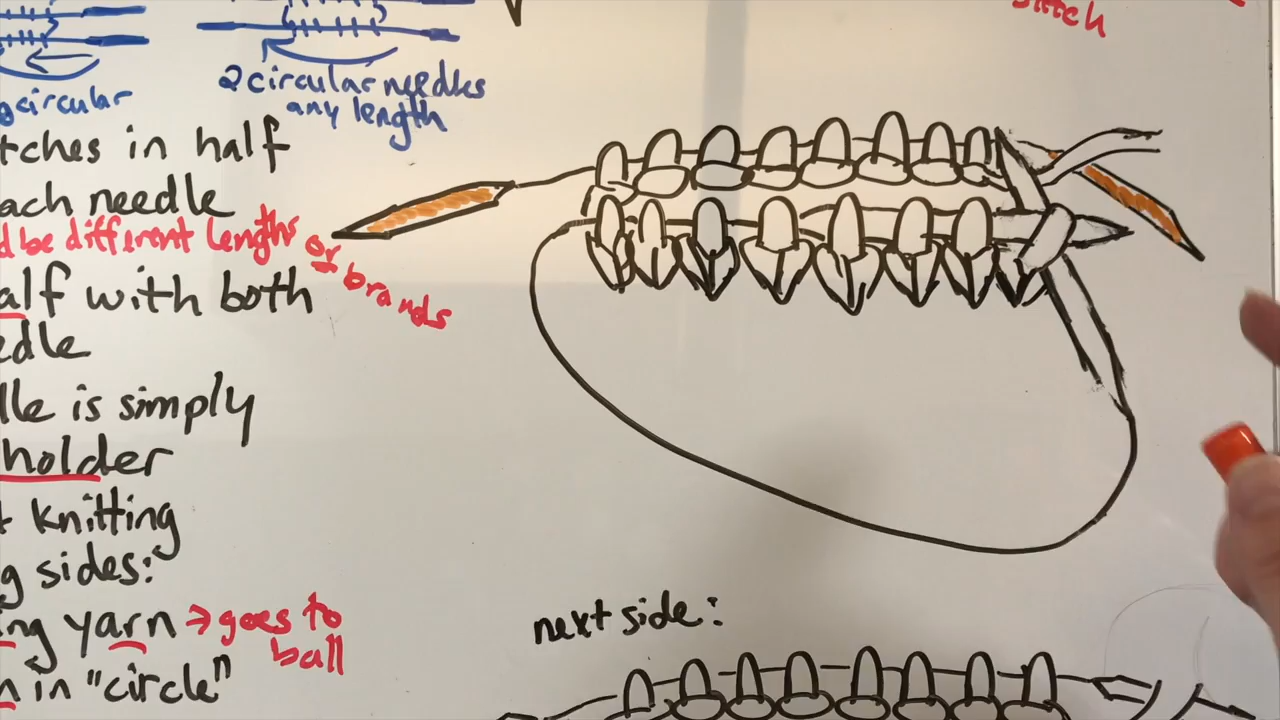 circular
2 circular needles
any length
stitch
tches in half
ach needle
d be different lengths or
brands
alf with both
edle
lle is simply
holder
knitting
g sides:
ng yarn → goes to
ball
in "circle"
next side: